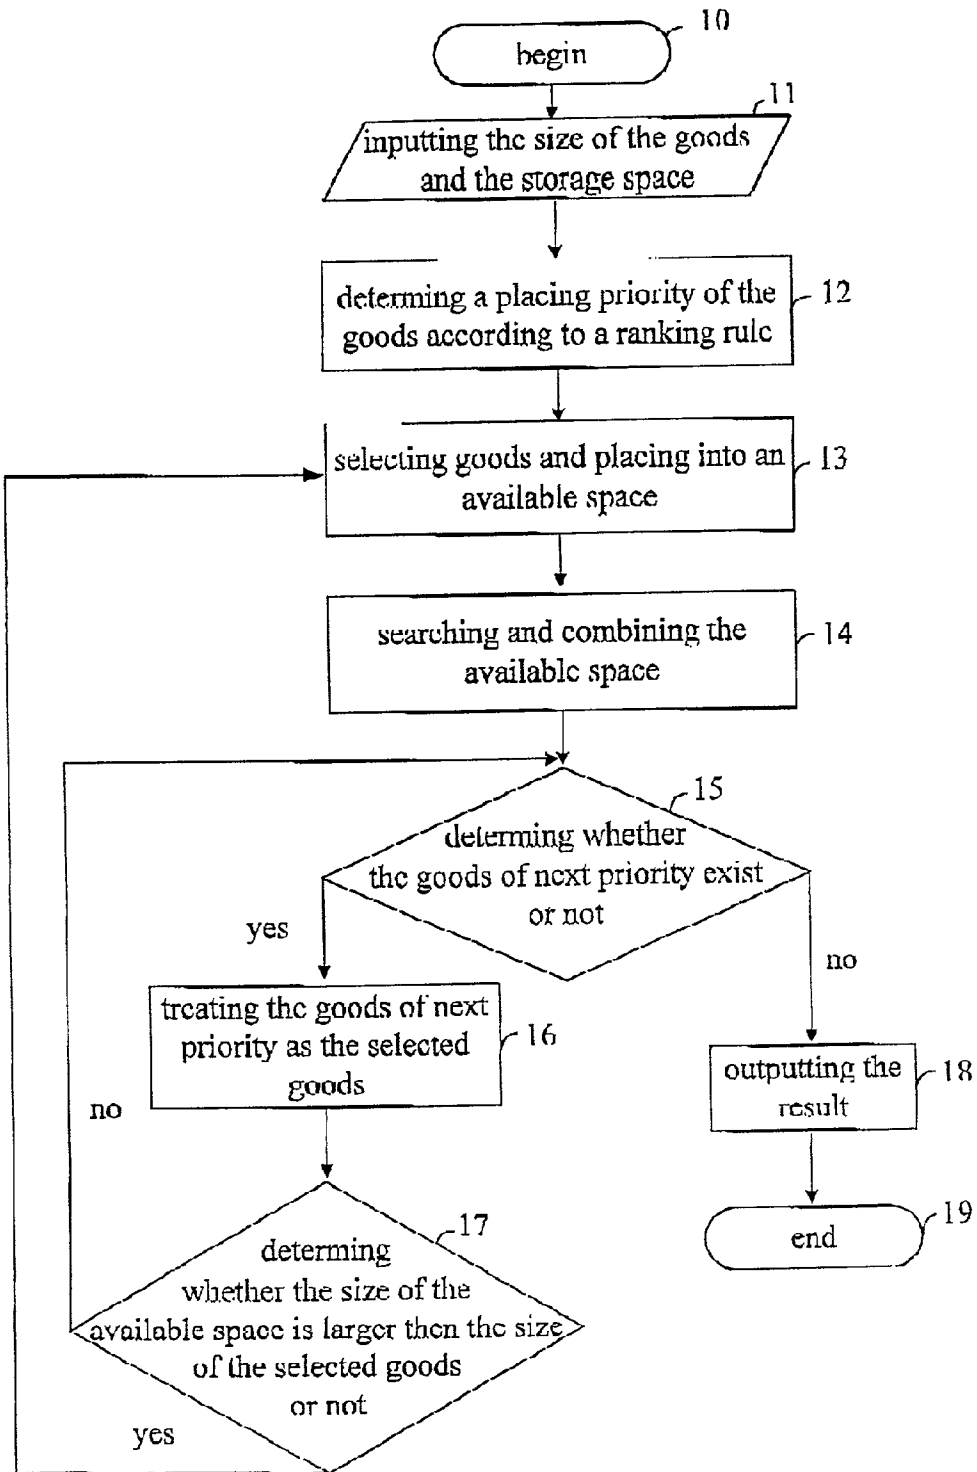 10
begin
11
inputting the size of the goods
and the storage space
determing a placing priority of the
goods according to a ranking rule
12
selecting goods and placing into an
available space
13
searching and combining the
available space
14
15
determing whether
the goods of next priority exist
or not
yes
no
treating the goods of next
priority as the selected
goods
16
outputting the
result
18
no
17
determing
whether the size of the
available space is larger then the size
of the selected goods
or not
19
end
yes